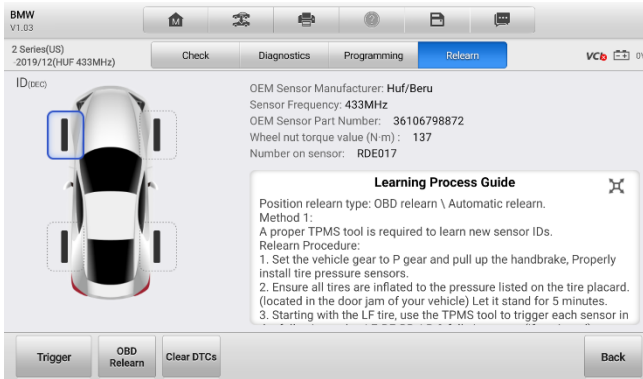 BMW
V1.03
M
?
2 Series(US)
-2019/12(HUF 433MHz)
Check
Diagnostics
Programming
Relearn
VCI
ID(DEC)
OEM Sensor Manufacturer: Huf/Beru
Sensor Frequency: 433MHz
OEM Sensor Part Number: 36106798872
Wheel nut torque value (N·m) : 137
Number on sensor: RDE017
Learning Process Guide
Position relearn type: OBD relearn \ Automatic relearn.
Method 1:
A proper TPMS tool is required to learn new sensor IDs.
Relearn Procedure:
1. Set the vehicle gear to P gear and pull up the handbrake, Properly
install tire pressure sensors.
2. Ensure all tires are inflated to the pressure listed on the tire placard.
(located in the door jam of your vehicle) Let it stand for 5 minutes.
3. Starting with the LF tire, use the TPMS tool to trigger each sensor in
Trigger
OBD
Relearn
Clear DTCs
Back